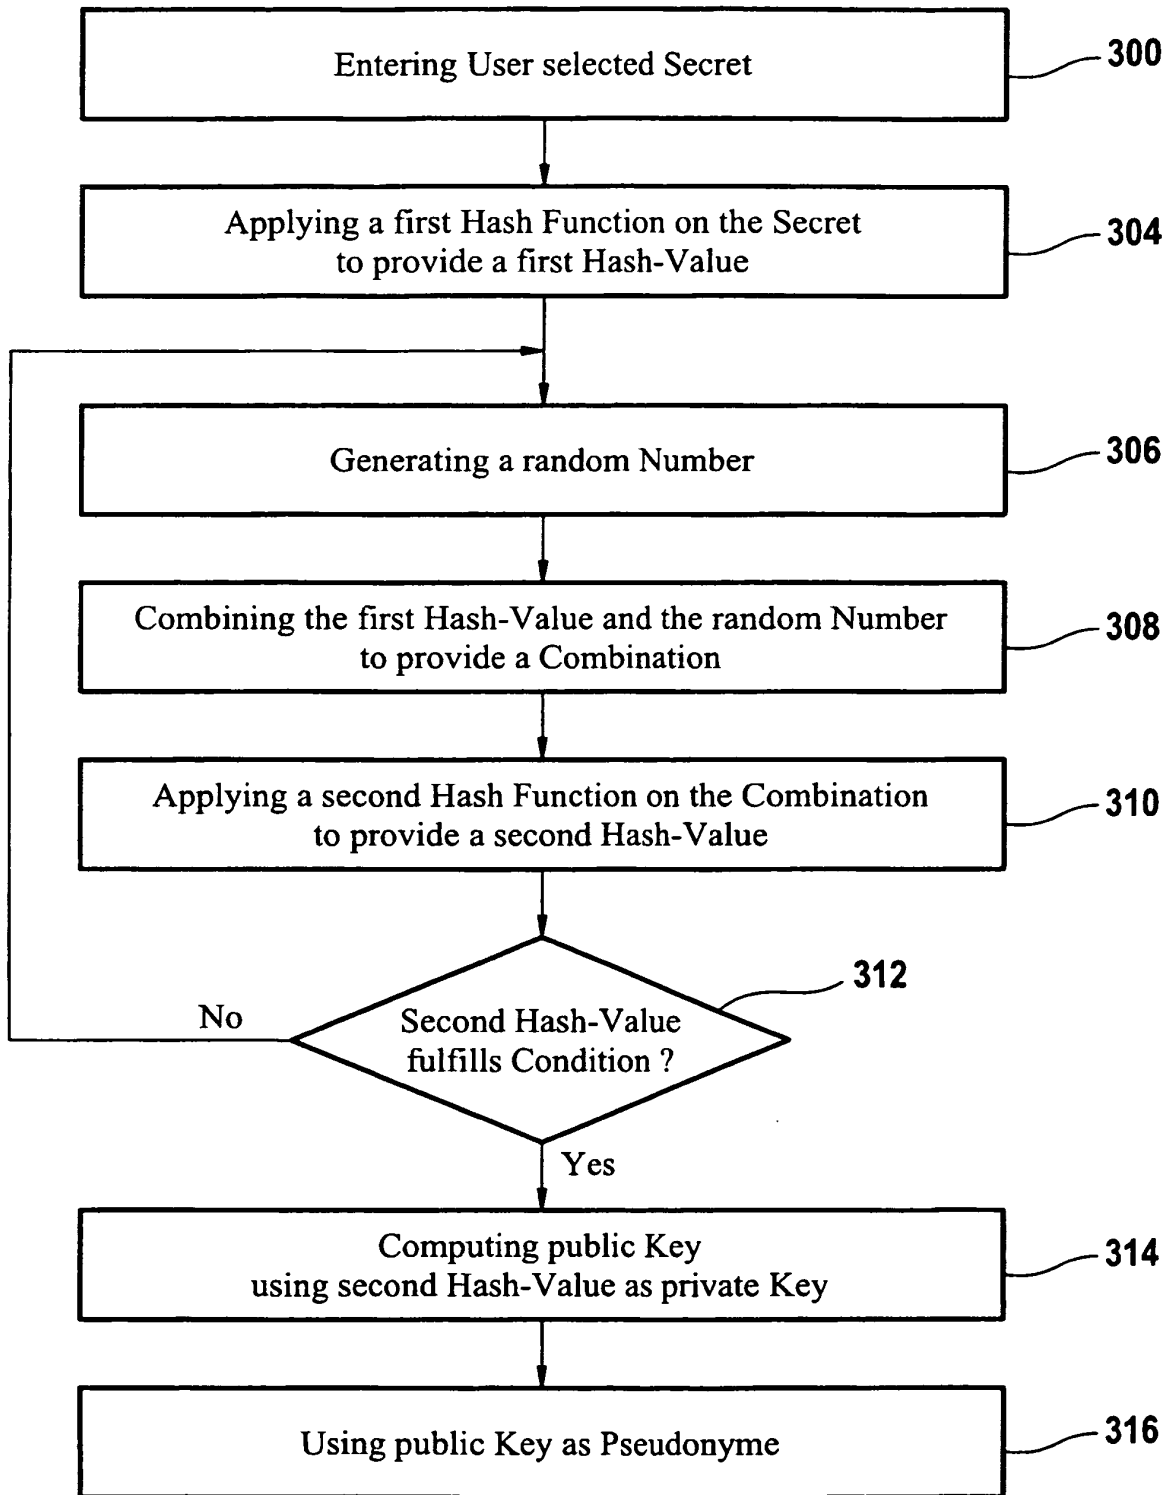 Entering User selected Secret
300
Applying a first Hash Function on the Secret
to provide a first Hash-Value
304
Generating a random Number
306
Combining the first Hash-Value and the random Number
to provide a Combination
308
Applying a second Hash Function on the Combination
to provide a second Hash-Value
310
312
No
Second Hash-Value
fulfills Condition ?
Yes
Computing public Key
using second Hash-Value as private Key
314
Using public Key as Pseudonyme
316